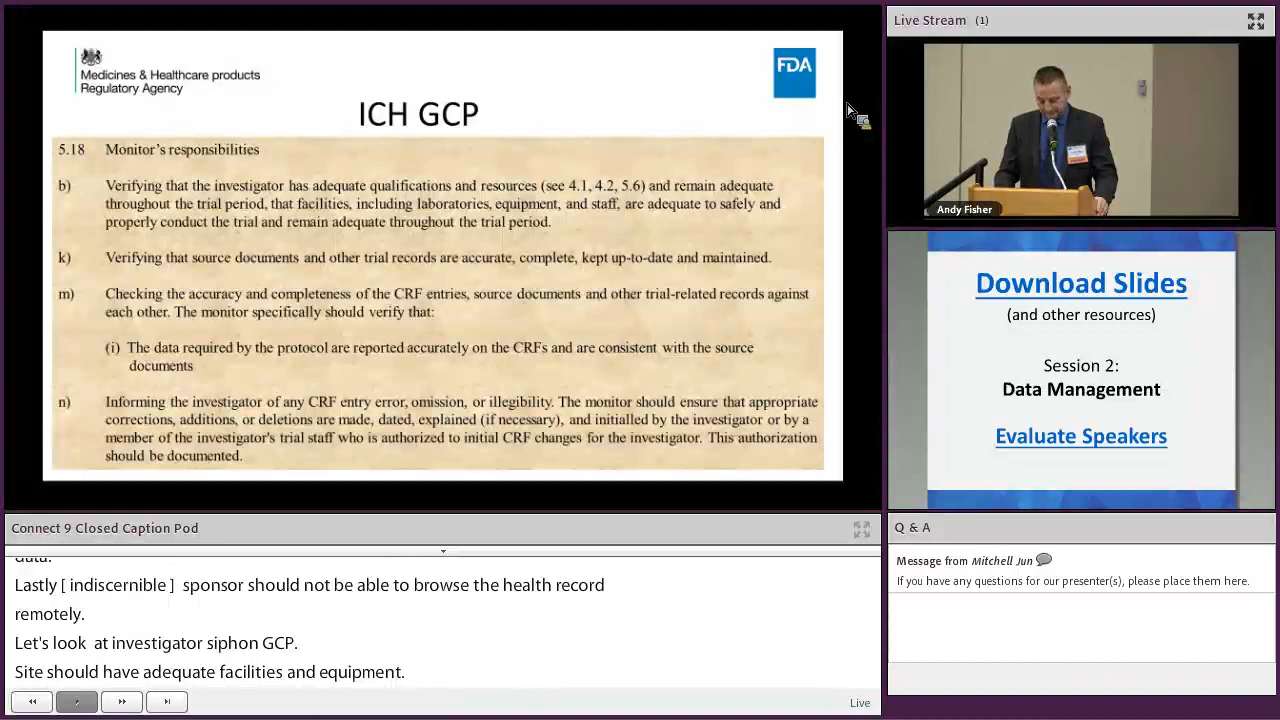 Medicines & Healthcare products
Regulatory Agency
FDA
ICH GCP
5.18 Monitor's responsibilities
b) Verifying that the investigator has adequate qualifications and resources (see 4.1, 4.2, 5.6) and remain adequate
throughout the trial period, that facilities, including laboratories, equipment, and staff, are adequate to safely and
properly conduct the trial and remain adequate throughout the trial period.
k) Verifying that source documents and other trial records are accurate, complete, kept up-to-date and maintained.
m) Checking the accuracy and completeness of the CRF entries, source documents and other trial-related records against
each other. The monitor specifically should verify that:
(i) The data required by the protocol are reported accurately on the CRFs and are consistent with the source
documents
n) Informing the investigator of any CRF entry error, omission, or illegibility. The monitor should ensure that appropriate
corrections, additions, or deletions are made, dated, explained (if necessary), and initialled by the investigator or by a
member of the investigator's trial staff who is authorized to initial CRF changes for the investigator. This authorization
should be documented.
Live Stream (1)
Andy Fisher
Download Slides
(and other resources)
Session 2:
Data Management
Evaluate Speakers
Connect 9 Closed Caption Pod
data.
Lastly [ indiscernible ] sponsor should not be able to browse the health record
remotely.
Let's look at investigator siphon GCP.
Site should have adequate facilities and equipment.
Live
Q & A
Message from Mitchell Jun
If you have any questions for our presenter(s), please place them here.